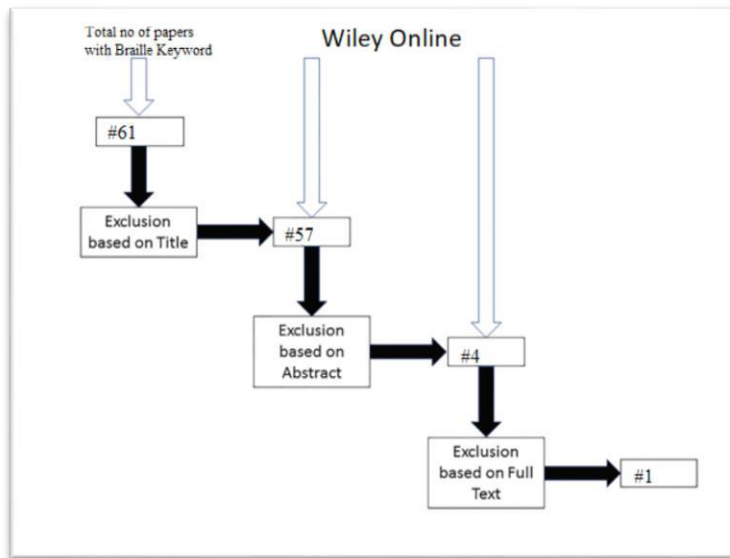 Total no of papers
with Braille Keyword
Wiley Online
#61
Exclusion
based on Title
#57
Exclusion
based on
Abstract
#4
Exclusion
based on Full
Text
#1